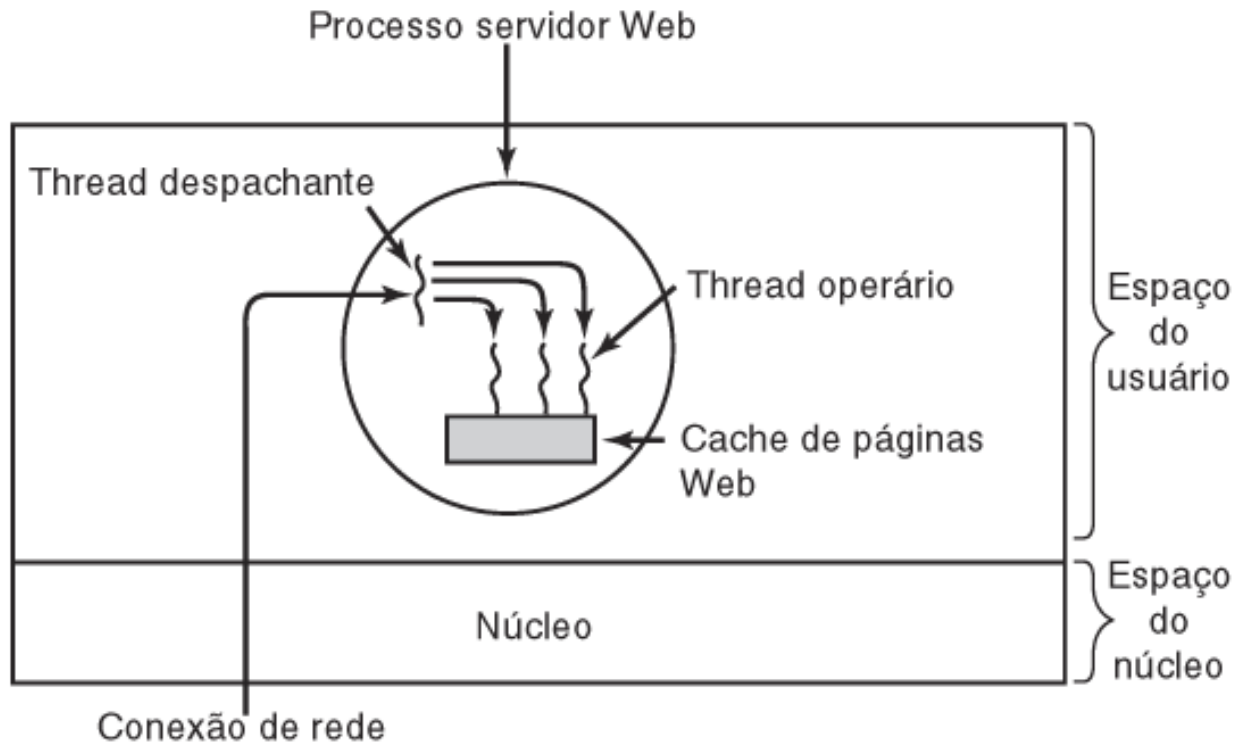 Processo servidor Web
Thread despachante
Thread operário
Espaço
do
usuário
Cache de páginas
Web
Núcleo
Espaço
do
núcleo
Conexão de rede